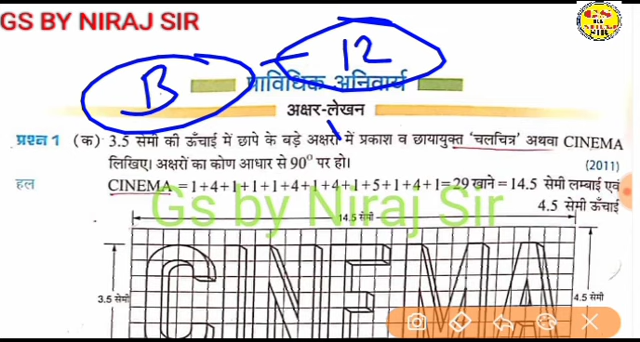 GS BY NIRAJ SIR
B - 12
प्राविधिक अनिवार्य
अक्षर-लेखन
प्रश्न 1 (क) 3.5 सेमी की ऊँचाई में छापे के बड़े अक्षरों में प्रकाश व छायायुक्त 'चलचित्र' अथवा CINEMA
लिखिए। अक्षरों का कोण आधार से 90° पर हो। (2011)
हल CINEMA = 1+4+1+1+1+4+1+4+1+5+1+4+1=29 खाने = 14.5 सेमी लम्बाई एवं
4.5 सेमी ऊँचाई
Gs by Niraj Sir
14.5 सेमी
CINEMA
3.5 सेमी
4.5 सेमी